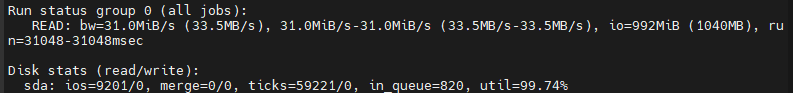 Run status group 0 (all jobs):
   READ: bw=31.0MiB/s (33.5MB/s), 31.0MiB/s-31.0MiB/s (33.5MB/s-33.5MB/s), io=992MiB (1040MB), ru
n=31048-31048msec

Disk stats (read/write):
  sda: ios=9201/0, merge=0/0, ticks=59221/0, in_queue=820, util=99.74%